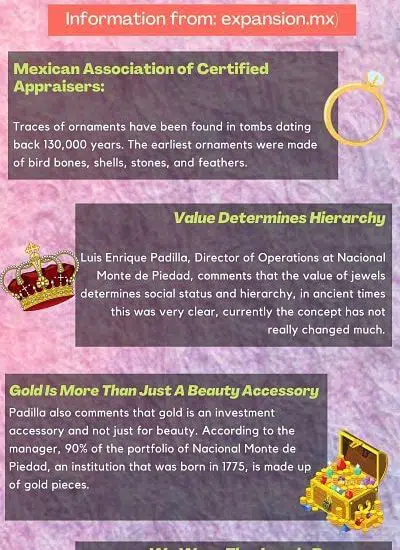 Information from: expansion.mx)
Mexican Association of Certified
Appraisers:
Traces of ornaments have been found in tombs dating
back 130,000 years. The earliest ornaments were made
of bird bones, shells, stones, and feathers.
Value Determines Hierarchy
Luis Enrique Padilla, Director of Operations at Nacional
Monte de Piedad, comments that the value of jewels
determines social status and hierarchy, in ancient times
this was very clear, currently the concept has not
really changed much.
Gold Is More Than Just A Beauty Accessory
Padilla also comments that gold is an investment
accessory and not just for beauty. According to the
manager, 90% of the portfolio of Nacional Monte de
Piedad, an institution that was born in 1775, is made up
of gold pieces.